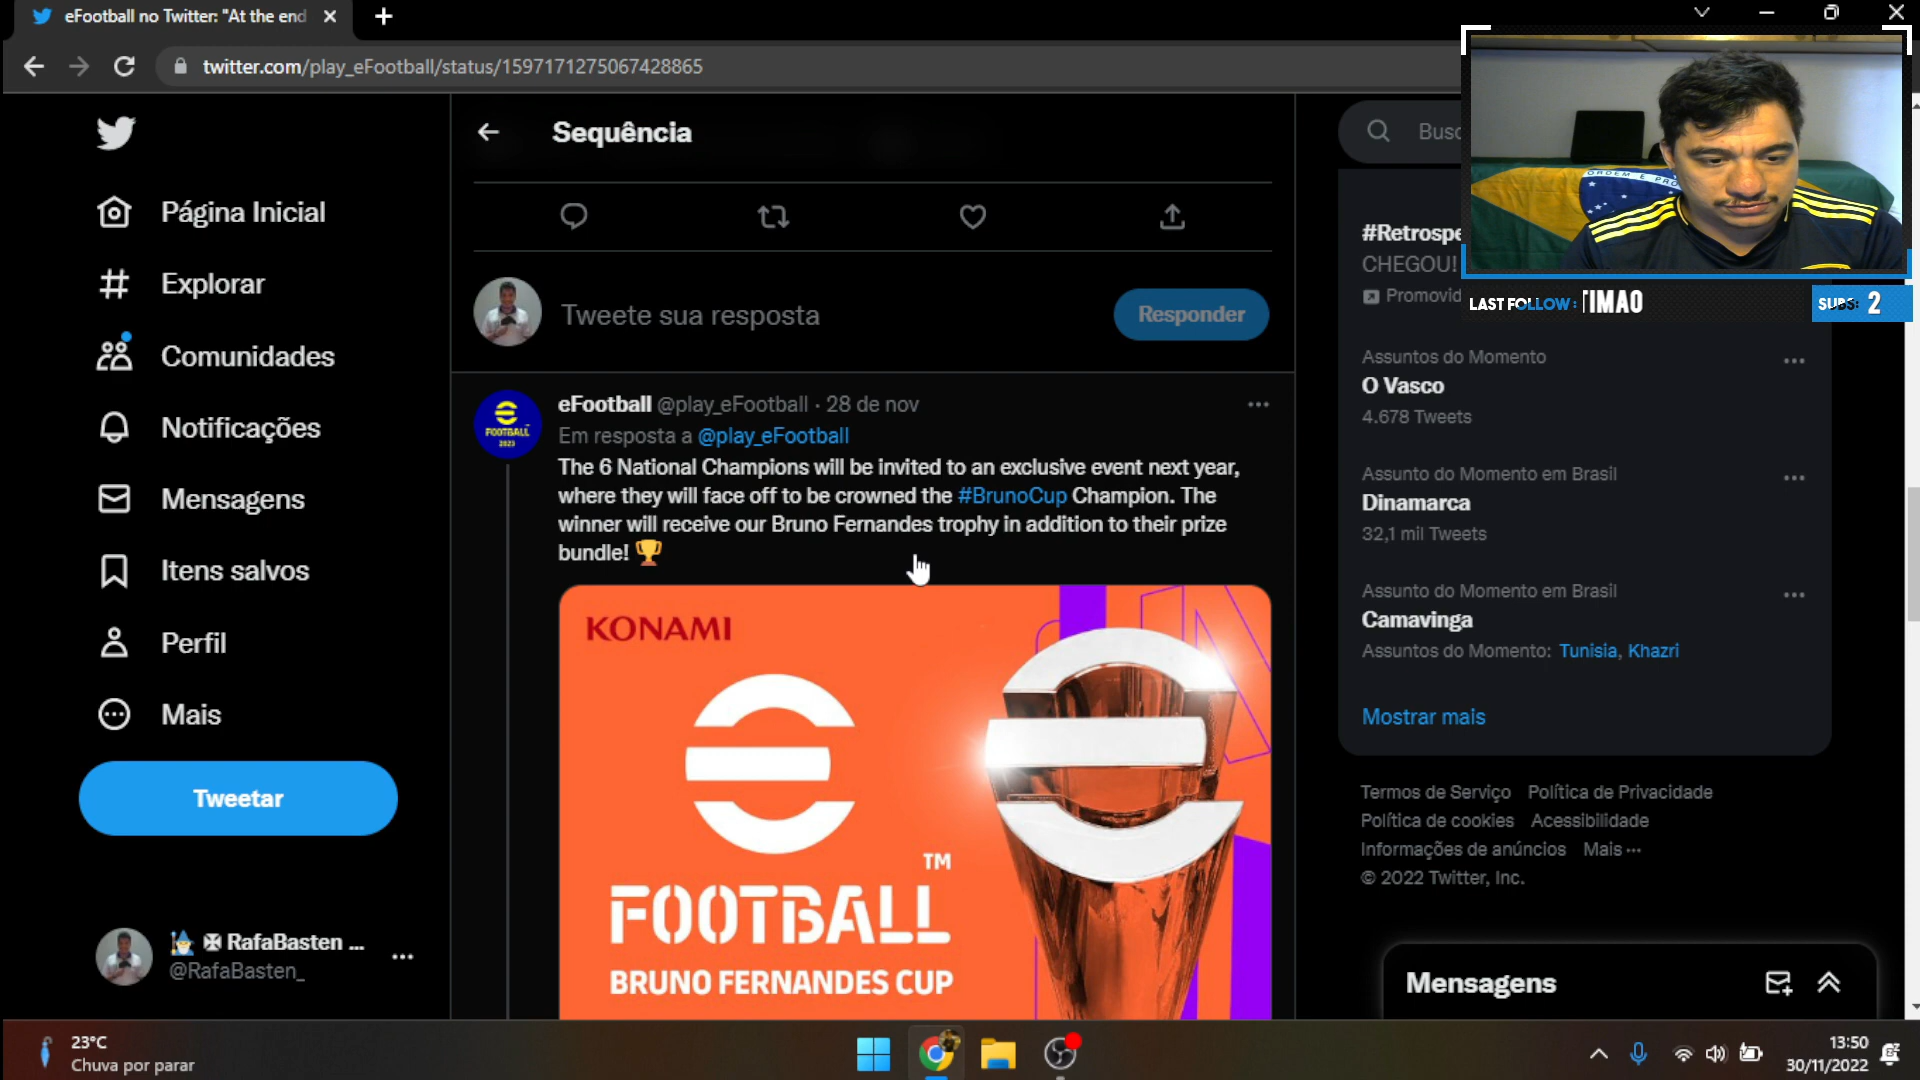 eFootball no Twitter: "At the end
twitter.com/play_eFootball/status/1597171275067428865
Sequência
Página Inicial
Explorar
Comunidades
Notificações
Mensagens
Itens salvos
Perfil
Mais
Tweetar
RafaBasten ...
@RafaBasten_
Tweete sua resposta
Responder
eFootball @play_eFootball · 28 de nov
Em resposta a @play_eFootball
The 6 National Champions will be invited to an exclusive event next year,
where they will face off to be crowned the #BrunoCup Champion. The
winner will receive our Bruno Fernandes trophy in addition to their prize
bundle! 🏆
FOOTBALL
2023
KONAMI
TM
FOOTBALL
BRUNO FERNANDES CUP
Busc
ORDEM E PRO
LAST FOLLOW : TIMAO
SUBS: 2
#Retrospe
CHEGOU!
Promovid
Assuntos do Momento
O Vasco
4.678 Tweets
Assunto do Momento em Brasil
Dinamarca
32,1 mil Tweets
Assunto do Momento em Brasil
Camavinga
Assuntos do Momento: Tunisia, Khazri
Mostrar mais
Termos de Serviço Política de Privacidade
Política de cookies Acessibilidade
Informações de anúncios Mais ···
© 2022 Twitter, Inc.
Mensagens
23°C
Chuva por parar
13:50
30/11/2022